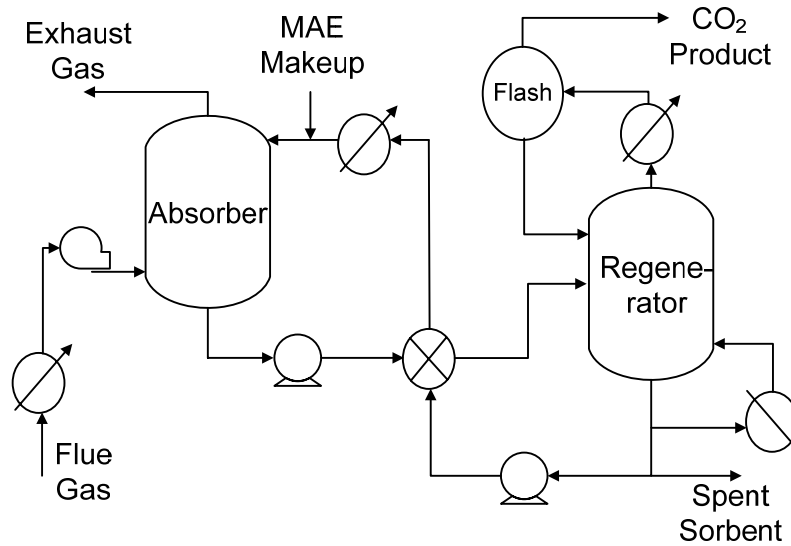 Exhaust
Gas
MAE
Makeup
CO₂
Product
Flash
Absorber
Regene-
rator
Flue
Gas
Spent
Sorbent